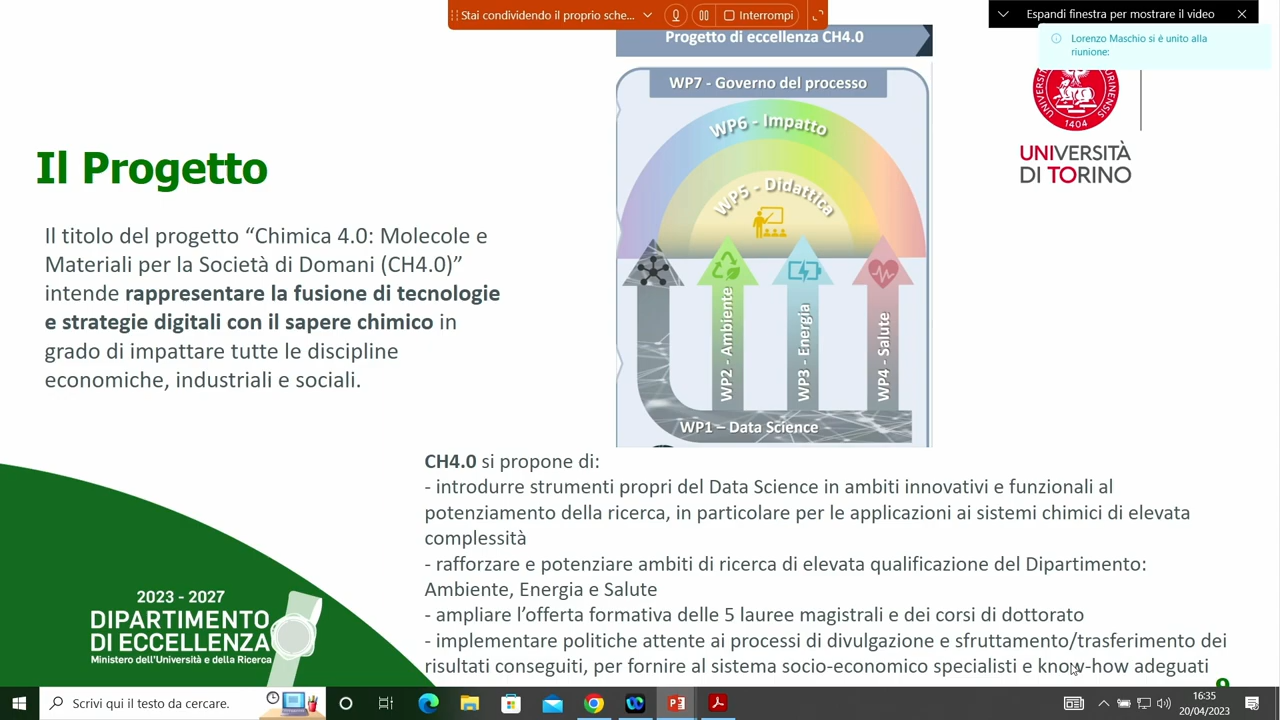 Stai condividendo il proprio sche...
Interrompi
Espandi finestra per mostrare il video
Lorenzo Maschio si è unito alla
riunione:
Progetto di eccellenza CH4.0
WP7 - Governo del processo
WP6 - Impatto
WP5 - Didattica
WP2 - Ambiente
WP3 - Energia
WP4 - Salute
WP1 – Data Science
1404
UNIVERSITÀ
DI TORINO
Il Progetto
Il titolo del progetto “Chimica 4.0: Molecole e
Materiali per la Società di Domani (CH4.0)”
intende rappresentare la fusione di tecnologie
e strategie digitali con il sapere chimico in
grado di impattare tutte le discipline
economiche, industriali e sociali.
CH4.0 si propone di:
- introdurre strumenti propri del Data Science in ambiti innovativi e funzionali al
potenziamento della ricerca, in particolare per le applicazioni ai sistemi chimici di elevata
complessità
- rafforzare e potenziare ambiti di ricerca di elevata qualificazione del Dipartimento:
Ambiente, Energia e Salute
- ampliare l’offerta formativa delle 5 lauree magistrali e dei corsi di dottorato
- implementare politiche attente ai processi di divulgazione e sfruttamento/trasferimento dei
risultati conseguiti, per fornire al sistema socio-economico specialisti e know-how adeguati
2023 - 2027
DIPARTIMENTO
DI ECCELLENZA
Ministero dell'Università e della Ricerca
Scrivi qui il testo da cercare.
16:35
20/04/2023